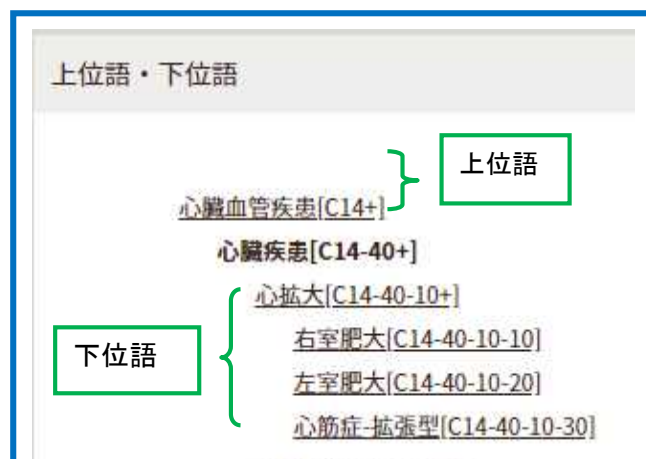 上位語・下位語
上位語
心臓血管疾患[C14+]
心臓疾患[C14-40+]
心拡大[C14-40-10+]
右室肥大[C14-40-10-10]
下位語
左室肥大[C14-40-10-20]
心筋症-拡張型[C14-40-10-30]